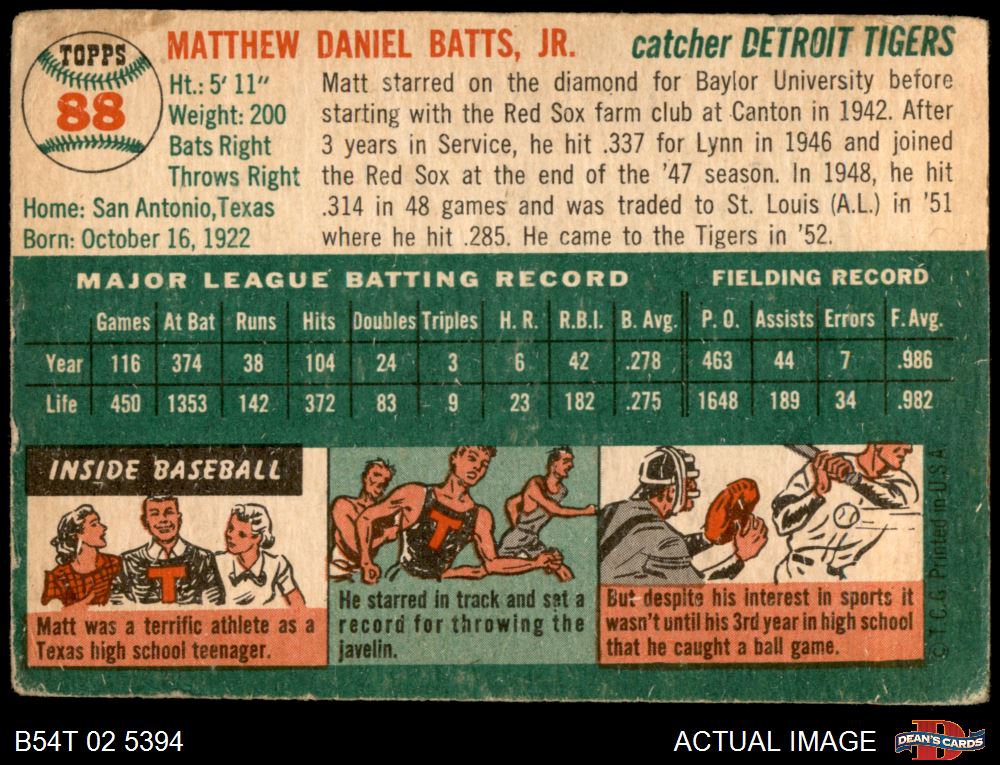 TOPPS
88
MATTHEW DANIEL BATTS, JR. catcher DETROIT TIGERS
Ht.: 5' 11"
Weight: 200
Bats Right
Throws Right
Home: San Antonio, Texas
Born: October 16, 1922
Matt starred on the diamond for Baylor University before
starting with the Red Sox farm club at Canton in 1942. After
3 years in Service, he hit .337 for Lynn in 1946 and joined
the Red Sox at the end of the '47 season. In 1948, he hit
.314 in 48 games and was traded to St. Louis (A.L.) in '51
where he hit .285. He came to the Tigers in '52.
MAJOR LEAGUE BATTING RECORD FIELDING RECORD
Games At Bat Runs Hits Doubles Triples H. R. R.B.I. B. Avg. P. O. Assists Errors F. Avg.
Year 116 374 38 104 24 3 6 42 .278 463 44 7 .986
Life 450 1353 142 372 83 9 23 182 .275 1648 189 34 .982
INSIDE BASEBALL
T
Matt was a terrific athlete as a
Texas high school teenager.
T
He starred in track and set a
record for throwing the
javelin.
But despite his interest in sports it
wasn't until his 3rd year in high school
that he caught a ball game.
© T.C.G. Printed in U.S.A.
B54T 02 5394
ACTUAL IMAGE
DEAN'S CARDS